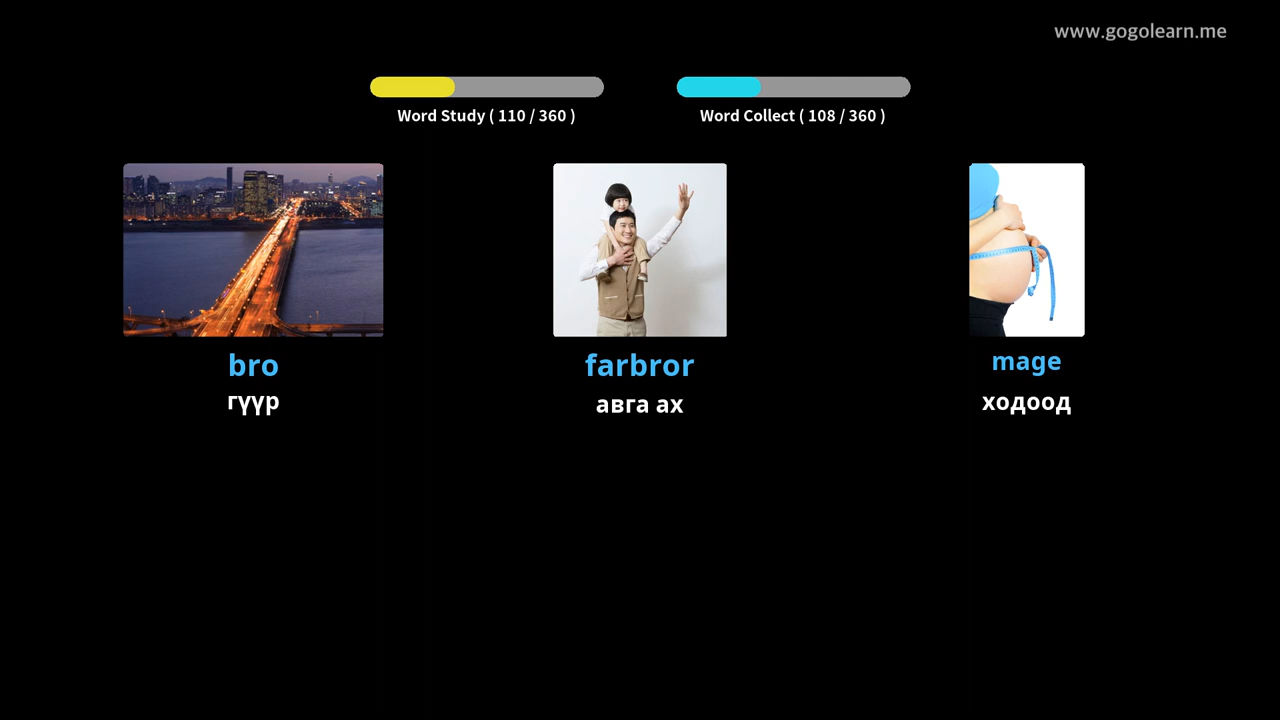 www.gogolearn.me
Word Study ( 110 / 360 )
Word Collect ( 108 / 360 )
bro
гүүр
farbror
авга ах
mage
ходоод